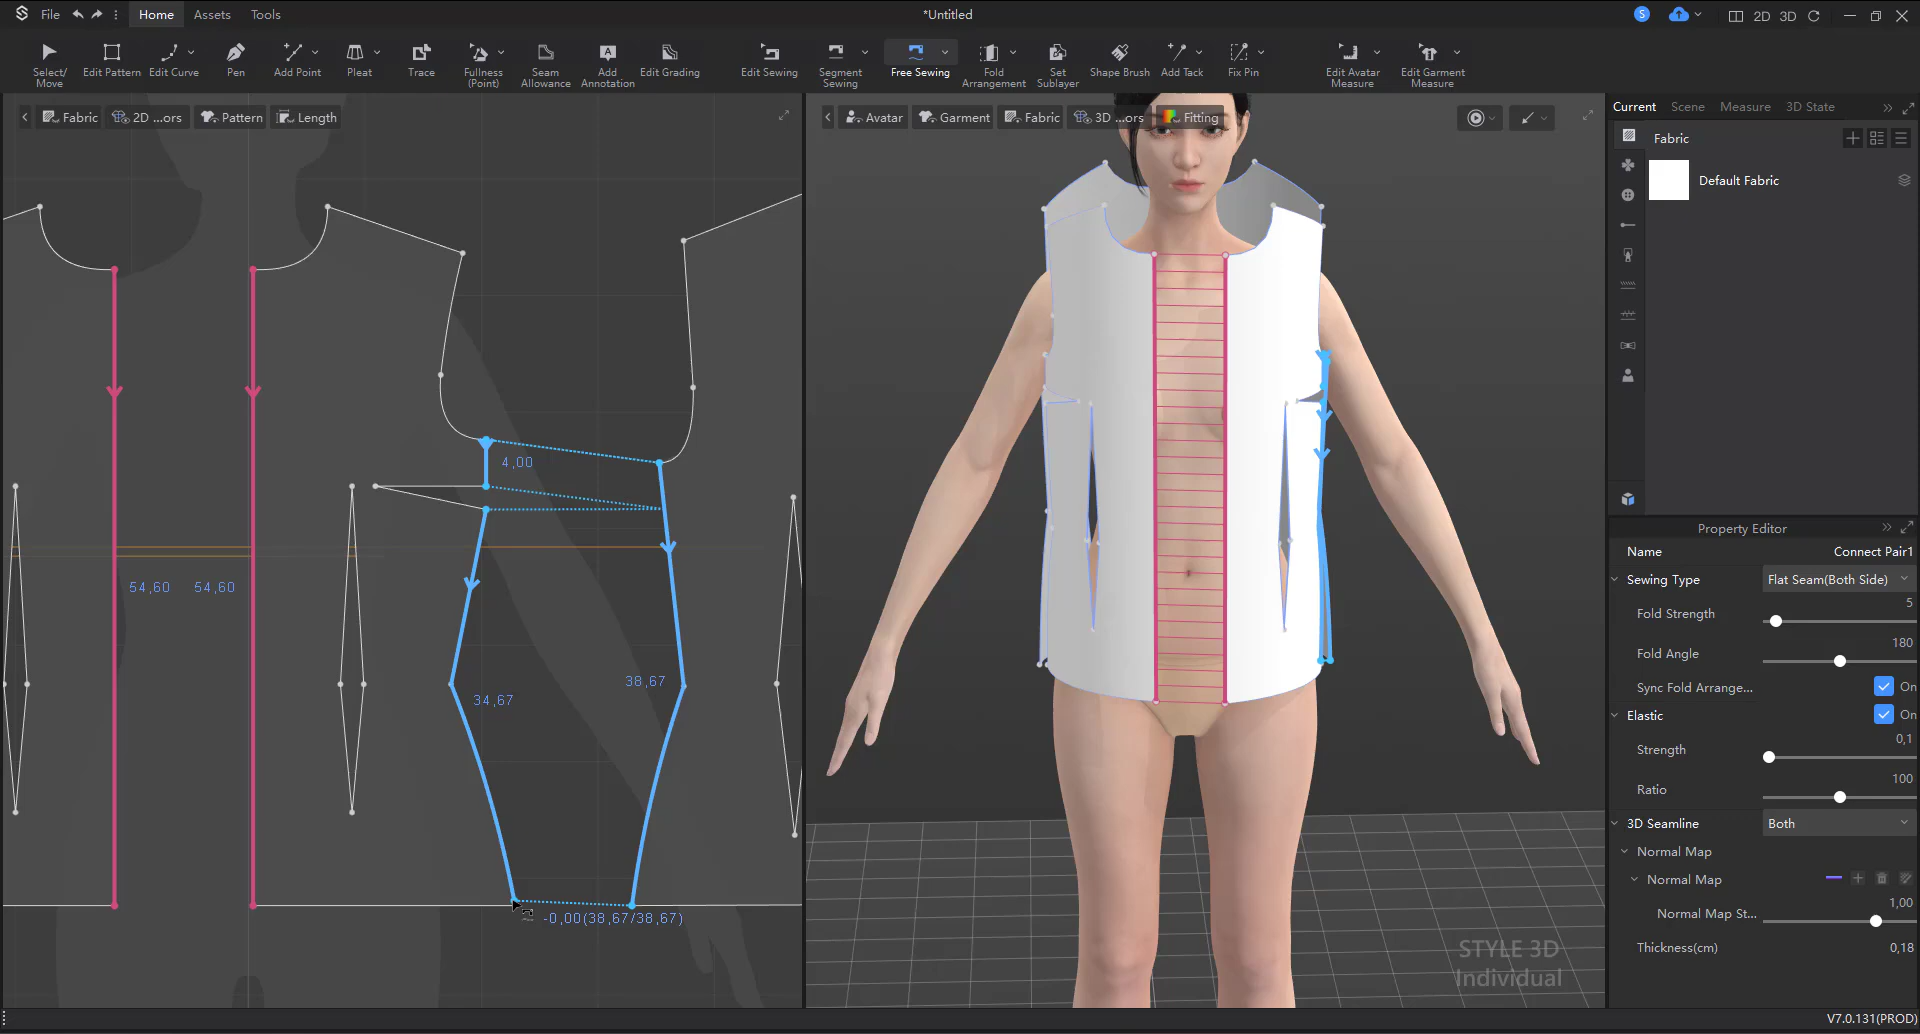 File
Home
Assets
Tools
*Untitled
S
2D
3D
Select/
Move
Edit Pattern
Edit Curve
Pen
Add Point
Pleat
Trace
Fullness
(Point)
Seam
Allowance
Add
Annotation
Edit Grading
Edit Sewing
Segment
Sewing
Free Sewing
Fold
Arrangement
Set
Sublayer
Shape Brush
Add Tack
Fix Pin
Edit Avatar
Measure
Edit Garment
Measure
Fabric
2D ...ors
Pattern
Length
Avatar
Garment
Fabric
3D ...ors
Fitting
Current
Scene
Measure
3D State
Fabric
Default Fabric
4,00
54,60
54,60
34,67
38,67
-0,00(38,67/38,67)
STYLE 3D
Individual
Property Editor
Name
Connect Pair1
Sewing Type
Flat Seam(Both Side)
5
Fold Strength
180
Fold Angle
Sync Fold Arrange...
On
Elastic
On
0,1
Strength
100
Ratio
3D Seamline
Both
Normal Map
Normal Map
1,00
Normal Map St...
Thickness(cm)
0,18
V7.0.131(PROD)